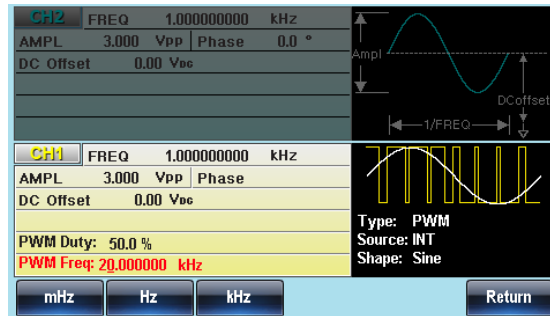 CH2 FREQ 1.000000000 kHz
AMPL 3.000 Vpp Phase 0.0 °
DC Offset 0.00 VDC
Ampl
DCoffset
1/FREQ
CH1 FREQ 1.000000000 kHz
AMPL 3.000 Vpp Phase
DC Offset 0.00 VDC
PWM Duty: 50.0 %
PWM Freq: 20.000000 kHz
Type: PWM
Source: INT
Shape: Sine
mHz Hz kHz Return